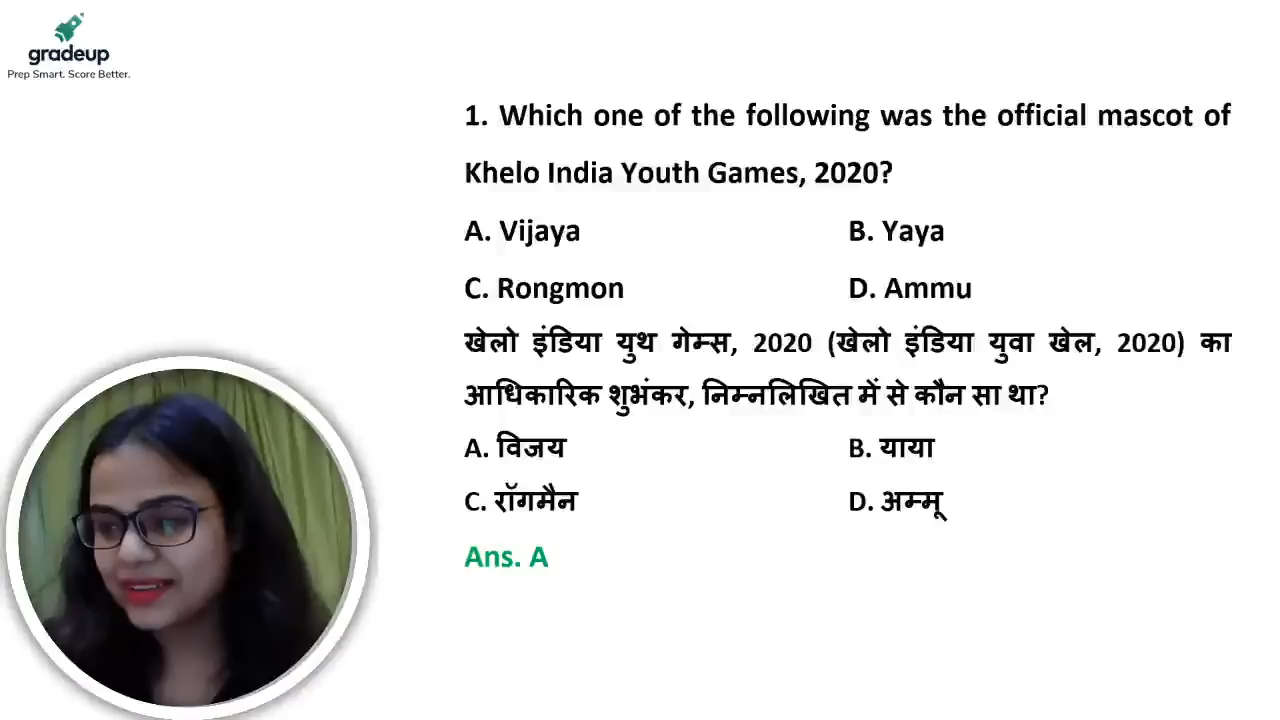 gradeup
Prep Smart. Score Better.
1. Which one of the following was the official mascot of
Khelo India Youth Games, 2020?
A. Vijaya B. Yaya
C. Rongmon D. Ammu
खेलो इंडिया युथ गेम्स, 2020 (खेलो इंडिया युवा खेल, 2020) का
आधिकारिक शुभंकर, निम्नलिखित में से कौन सा था?
A. विजय B. याया
C. रॉगमैन D. अम्मू
Ans. A